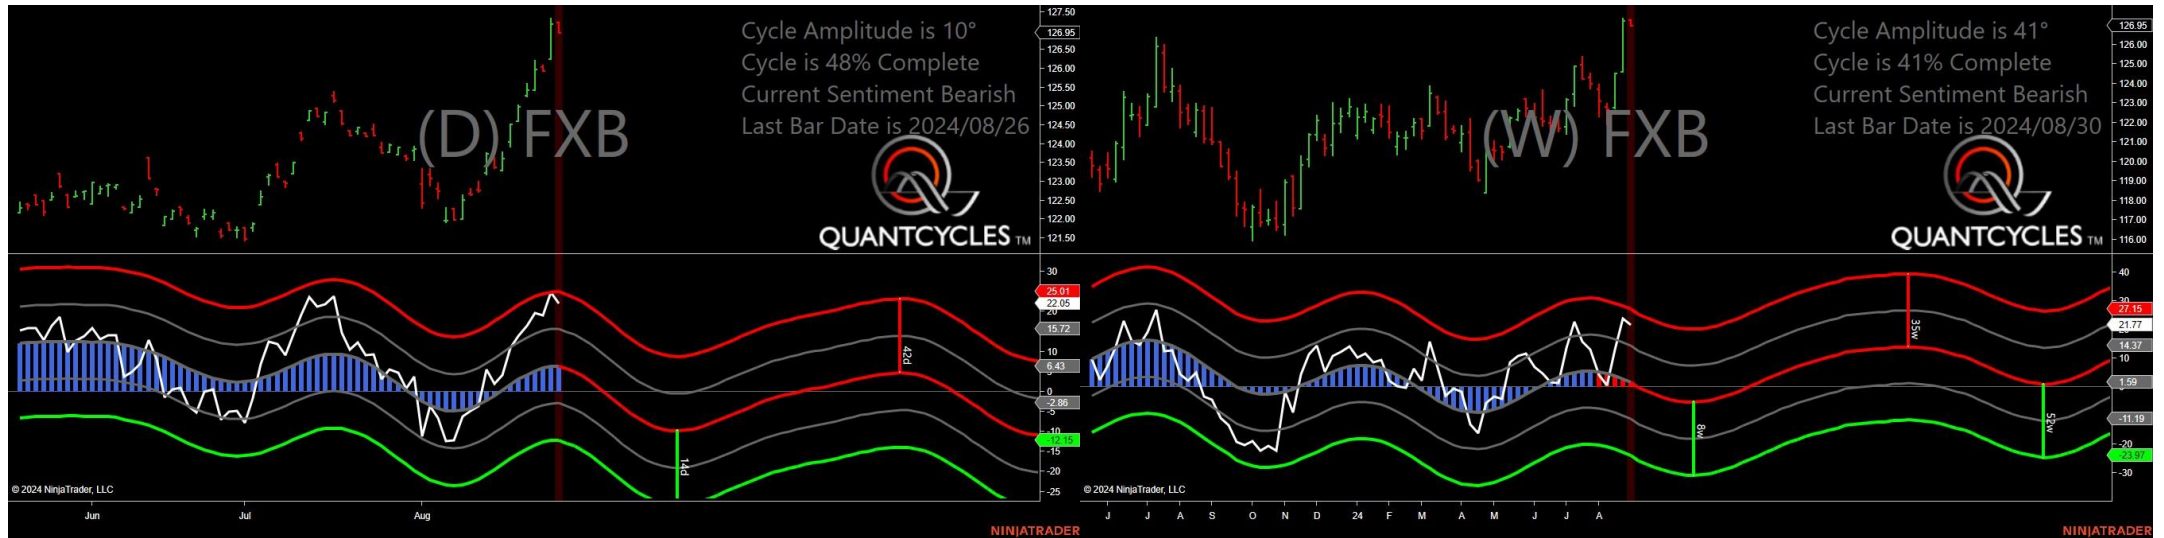 Cycle Amplitude is 10°
Cycle is 48% Complete
Current Sentiment Bearish
Last Bar Date is 2024/08/26
(D) FXB
QUANTCYCLES TM
127.50
126.95
126.50
126.00
125.50
125.00
124.50
124.00
123.50
123.00
122.50
122.00
121.50
30
25.01
22.05
15.72
10
6.43
0
-2.86
-5
-10
-12.15
-15
-20
-25
42d
14d
© 2024 NinjaTrader, LLC
Jun
Jul
Aug
NINJATRADER
Cycle Amplitude is 41°
Cycle is 41% Complete
Current Sentiment Bearish
Last Bar Date is 2024/08/30
(W) FXB
QUANTCYCLES TM
126.95
126.00
125.00
124.00
123.00
122.00
121.00
120.00
119.00
118.00
117.00
116.00
40
30
27.15
21.77
14.37
10
1.59
-11.19
-20
-23.97
-30
35w
8w
52w
© 2024 NinjaTrader, LLC
J
J
A
S
O
N
D
24
F
M
A
M
J
J
A
NINJATRADER